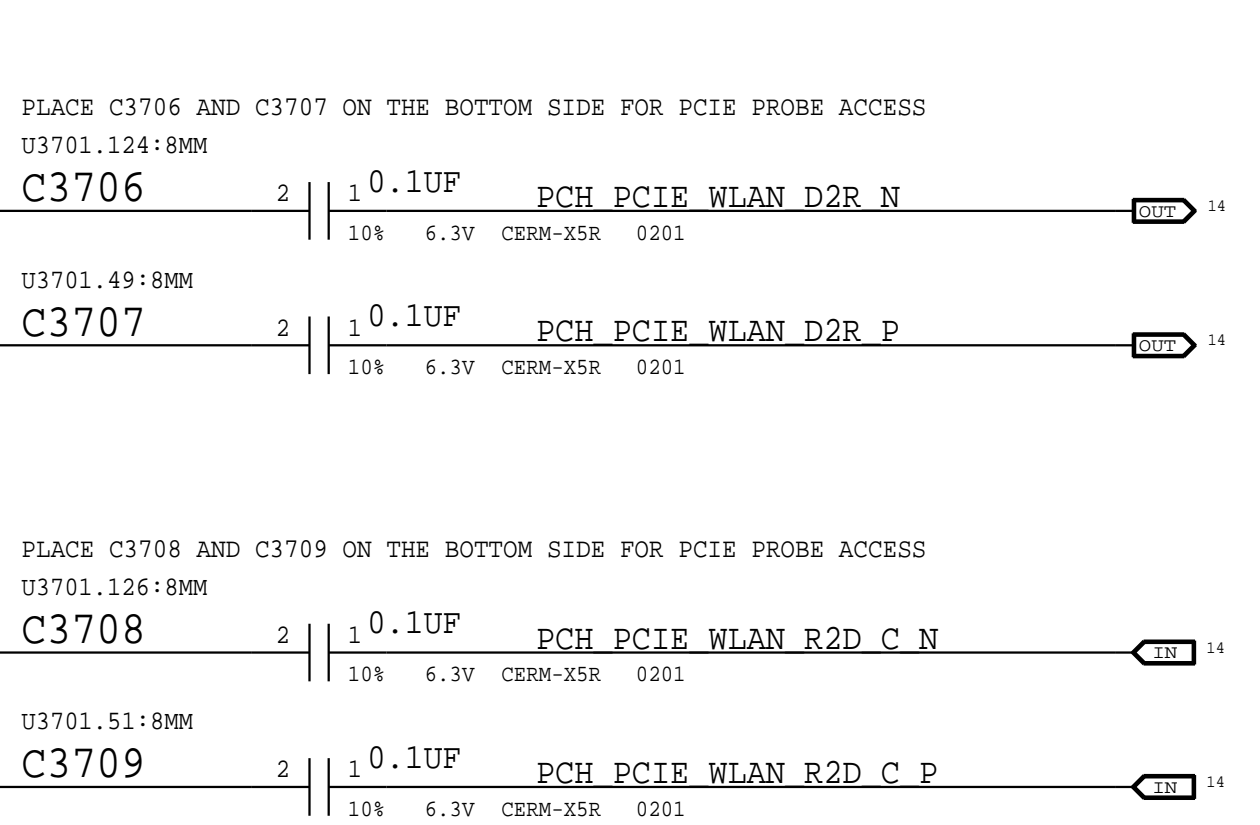 PLACE C3706 AND C3707 ON THE BOTTOM SIDE FOR PCIE PROBE ACCESS
U3701.124:8MM
C3706 2 1 0.1UF PCH_PCIE_WLAN_D2R_N OUT 14
10% 6.3V CERM-X5R 0201
U3701.49:8MM
C3707 2 1 0.1UF PCH_PCIE_WLAN_D2R_P OUT 14
10% 6.3V CERM-X5R 0201
PLACE C3708 AND C3709 ON THE BOTTOM SIDE FOR PCIE PROBE ACCESS
U3701.126:8MM
C3708 2 1 0.1UF PCH_PCIE_WLAN_R2D_C_N IN 14
10% 6.3V CERM-X5R 0201
U3701.51:8MM
C3709 2 1 0.1UF PCH_PCIE_WLAN_R2D_C_P IN 14
10% 6.3V CERM-X5R 0201